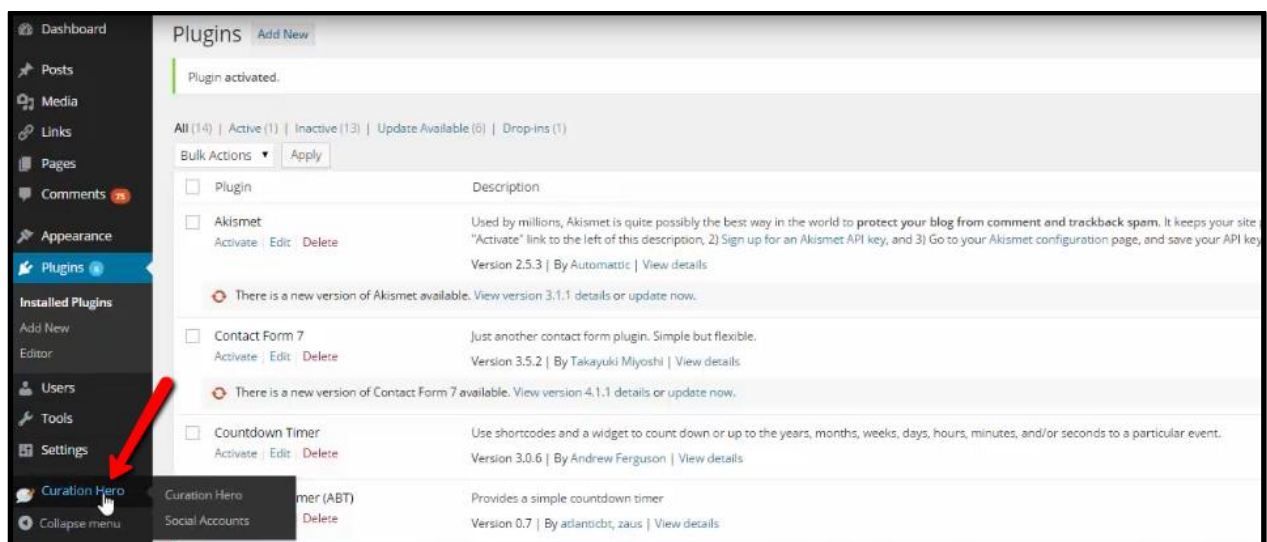 Dashboard
Posts
Media
Links
Pages
Comments 25
Appearance
Plugins 6
Installed Plugins
Add New
Editor
Users
Tools
Settings
Curation Hero
Collapse menu
Curation Hero
Social Accounts
Plugins Add New
Plugin activated.
All (14) | Active (1) | Inactive (13) | Update Available (6) | Drop-ins (1)
Bulk Actions Apply
Plugin Description
Akismet
Activate | Edit | Delete
Used by millions, Akismet is quite possibly the best way in the world to protect your blog from comment and trackback spam. It keeps your site
"Activate" link to the left of this description, 2) Sign up for an Akismet API key, and 3) Go to your Akismet configuration page, and save your API key
Version 2.5.3 | By Automattic | View details
There is a new version of Akismet available. View version 3.1.1 details or update now.
Contact Form 7
Activate | Edit | Delete
Just another contact form plugin. Simple but flexible.
Version 3.5.2 | By Takayuki Miyoshi | View details
There is a new version of Contact Form 7 available. View version 4.1.1 details or update now.
Countdown Timer
Activate | Edit | Delete
Use shortcodes and a widget to count down or up to the years, months, weeks, days, hours, minutes, and/or seconds to a particular event.
Version 3.0.6 | By Andrew Ferguson | View details
mer (ABT)
Delete
Provides a simple countdown timer
Version 0.7 | By atlanticbt, zaus | View details